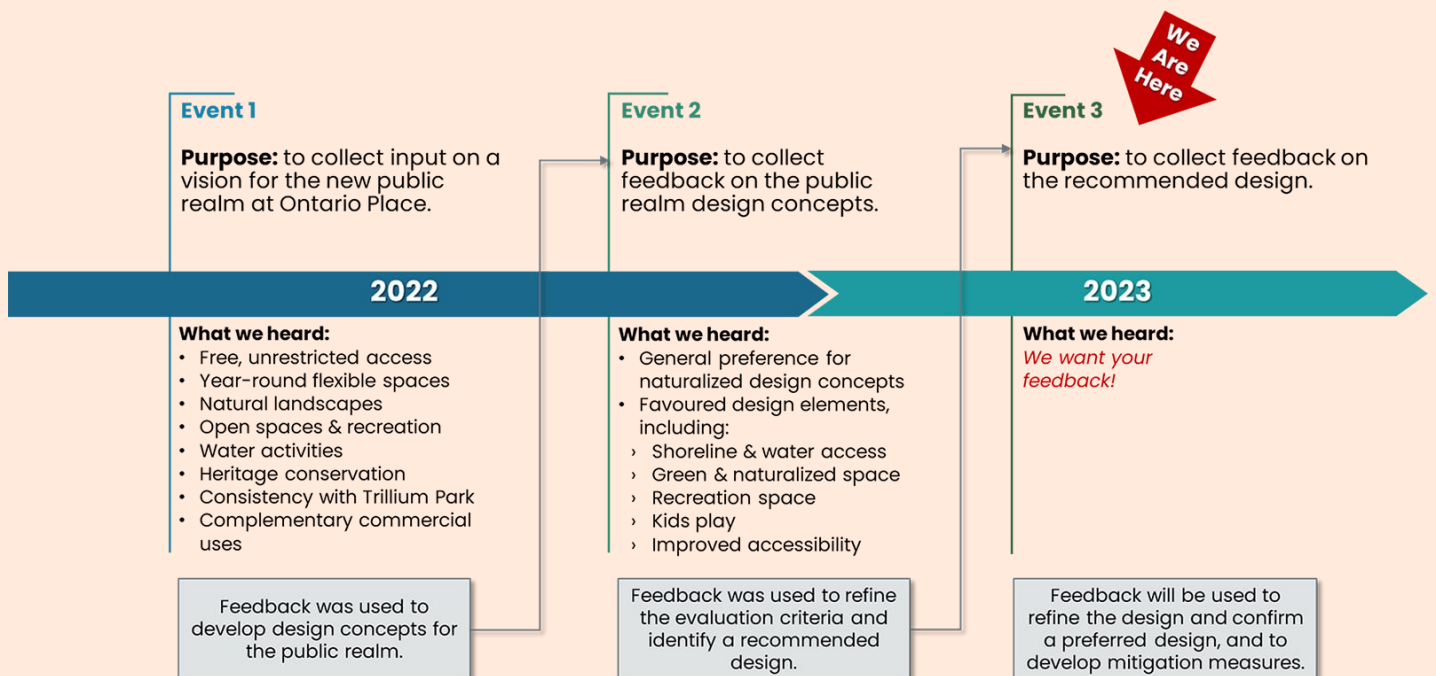 We
Are
Here
Event 1
Purpose: to collect input on a
vision for the new public
realm at Ontario Place.
Event 2
Purpose: to collect
feedback on the public
realm design concepts.
Event 3
Purpose: to collect feedback on
the recommended design.
2022
2023
What we heard:
• Free, unrestricted access
• Year-round flexible spaces
• Natural landscapes
• Open spaces & recreation
• Water activities
• Heritage conservation
• Consistency with Trillium Park
• Complementary commercial
uses
Feedback was used to
develop design concepts for
the public realm.
What we heard:
• General preference for
naturalized design concepts
• Favoured design elements,
including:
› Shoreline & water access
› Green & naturalized space
› Recreation space
› Kids play
› Improved accessibility
Feedback was used to refine
the evaluation criteria and
identify a recommended
design.
What we heard:
We want your
feedback!
Feedback will be used to
refine the design and confirm
a preferred design, and to
develop mitigation measures.